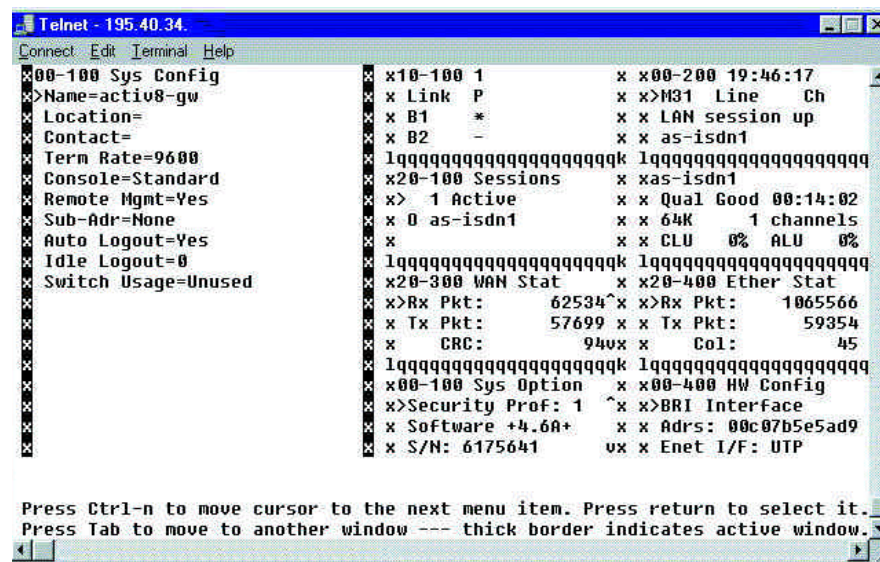 Telnet - 195.40.34.
Connect Edit Terminal Help
x00-100 Sys Config x x10-100 1 x x00-200 19:46:17
x>Name=activ8-gw x x Link P x x>M31 Line Ch
x Location= x x B1 * x x LAN session up
x Contact= x x B2 - x x as-isdn1
x Term Rate=9600 x lqqqqqqqqqqqqqqqqqqqqk lqqqqqqqqqqqqqqqqqqqq
x Console=Standard x x20-100 Sessions x xas-isdn1
x Remote Mgmt=Yes x x> 1 Active x x Qual Good 00:14:02
x Sub-Adr=None x x O as-isdn1 x x 64K 1 channels
x Auto Logout=Yes x x x x CLU 0% ALU 0%
x Idle Logout=0 x lqqqqqqqqqqqqqqqqqqqqk lqqqqqqqqqqqqqqqqqqqq
x Switch Usage=Unused x x20-300 WAN Stat x x20-400 Ether Stat
x x x>Rx Pkt: 62534^x x>Rx Pkt: 1065566
x x x Tx Pkt: 57699 x x Tx Pkt: 59354
x x x CRC: 94vx x Col: 45
x x lqqqqqqqqqqqqqqqqqqqqk lqqqqqqqqqqqqqqqqqqqq
x x x00-100 Sys Option x x00-400 HW Config
x x x>Security Prof: 1 ^x x>BRI Interface
x x x Software +4.6A+ x x Adrs: 00c07b5e5ad9
x x x S/N: 6175641 vx x Enet I/F: UTP
Press Ctrl-n to move cursor to the next menu item. Press return to select it.
Press Tab to move to another window --- thick border indicates active window.